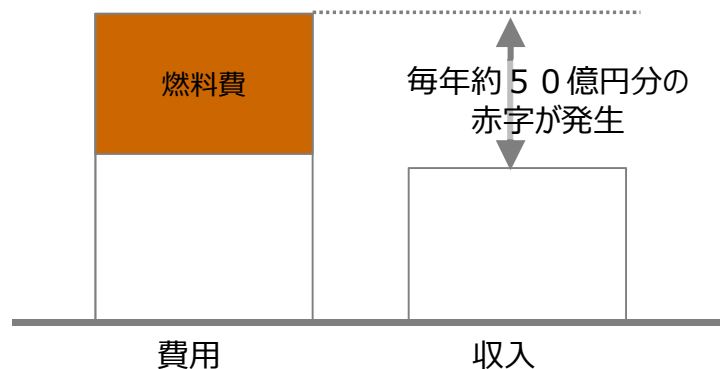 燃料費
毎年約５０億円分の
赤字が発生
費用
収入